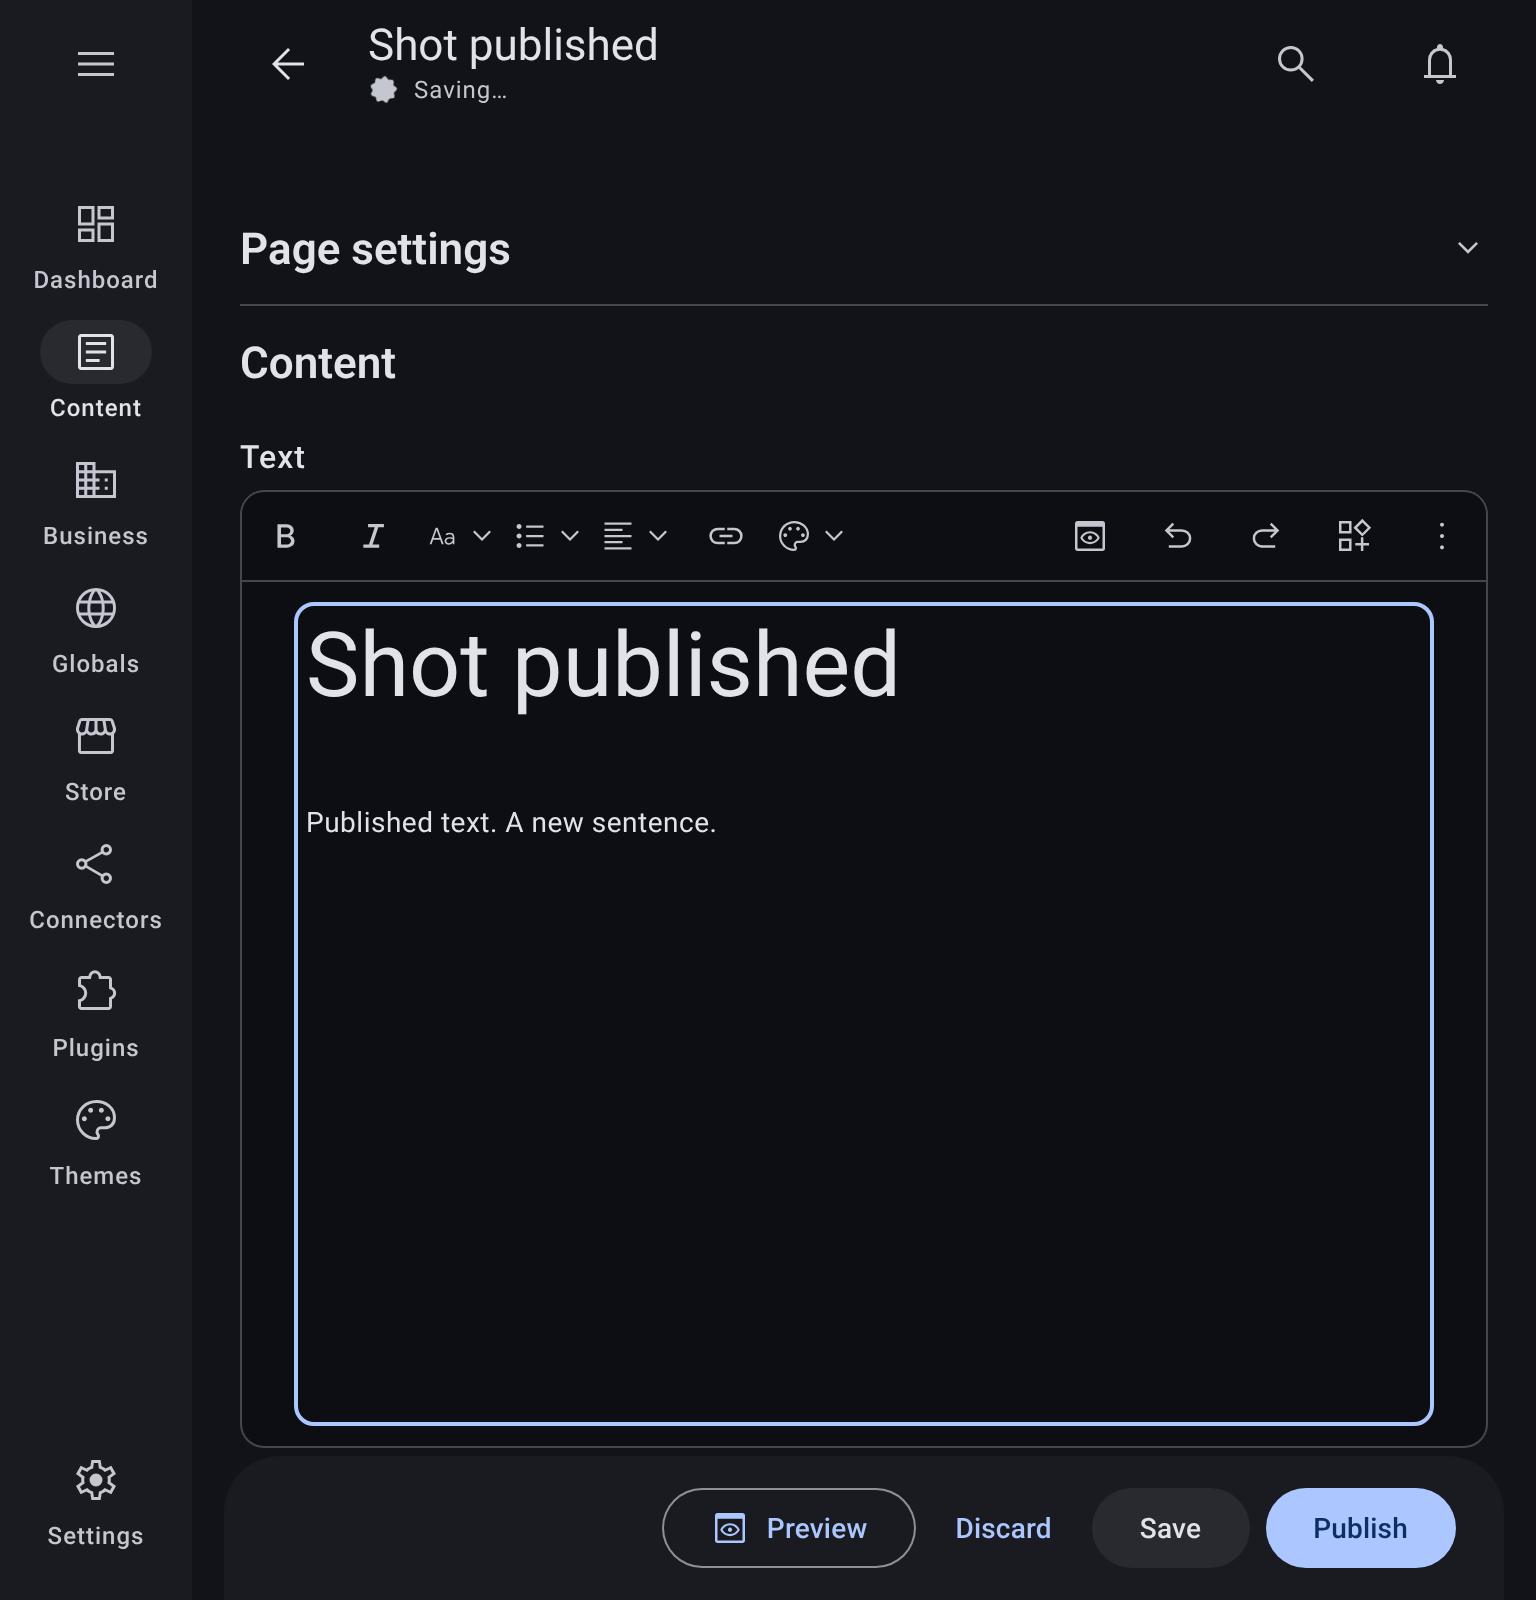 Shot published
Saving…
Dashboard
Content
Business
Globals
Store
Connectors
Plugins
Themes
Settings
Page settings
Content
Text
B I Aa
Shot published
Published text. A new sentence.
Preview Discard Save Publish